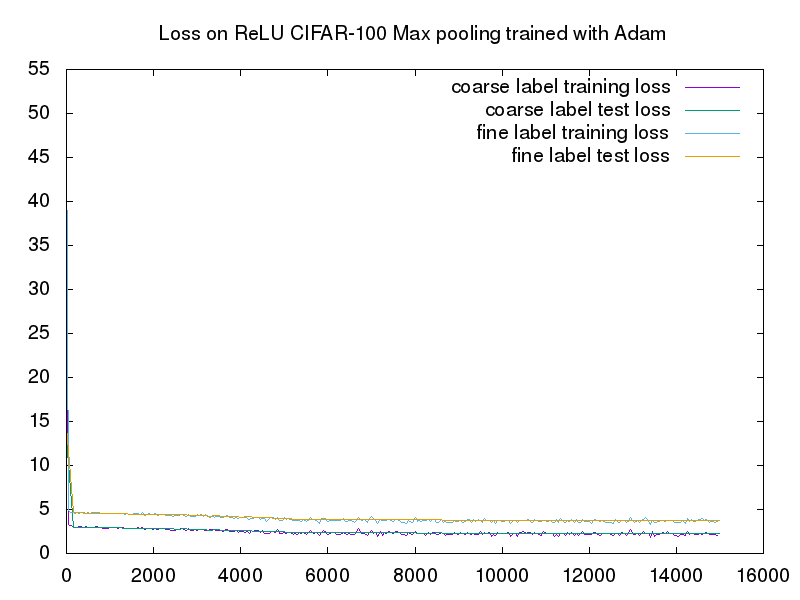 Loss on ReLU CIFAR-100 Max pooling trained with Adam
55
50
45
40
35
30
25
20
15
10
5
0
coarse label training loss
coarse label test loss
fine label training loss
fine label test loss
0 2000 4000 6000 8000 10000 12000 14000 16000